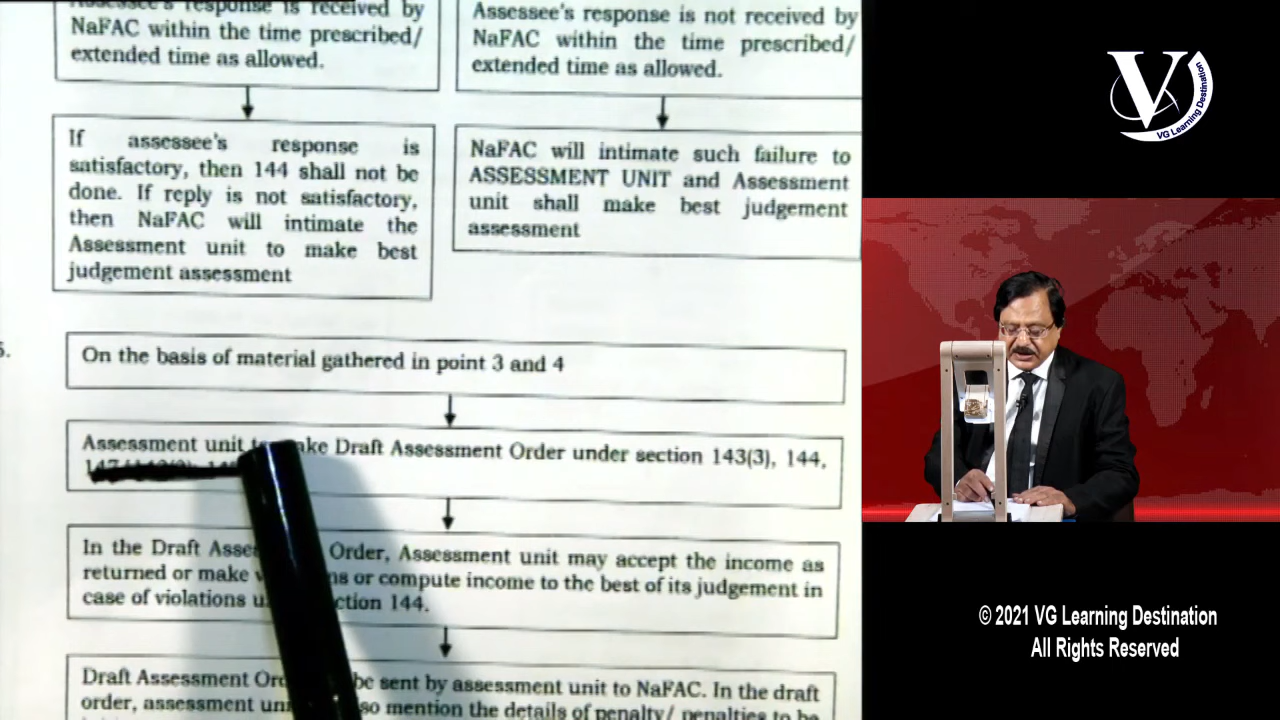 Assessee's response is received by
NaFAC within the time prescribed/
extended time as allowed.
Assessee's response is not received by
NaFAC within the time prescribed/
extended time as allowed.
If assessee's response is
satisfactory, then 144 shall not be
done. If reply is not satisfactory,
then NaFAC will intimate the
Assessment unit to make best
judgement assessment
NaFAC will intimate such failure to
ASSESSMENT UNIT and Assessment
unit shall make best judgement
assessment
On the basis of material gathered in point 3 and 4
Assessment unit Draft Assessment Order under section 143(3), 144,
In the Draft Order, Assessment unit may accept the income as
returned or make or compute income to the best of its judgement in
case of violations 144.
Draft Assessment be sent by assessment unit to NaFAC. In the draft
order, assessment mention the details of penalty/ penalties to be
V
VG Learning Destination
© 2021 VG Learning Destination
All Rights Reserved